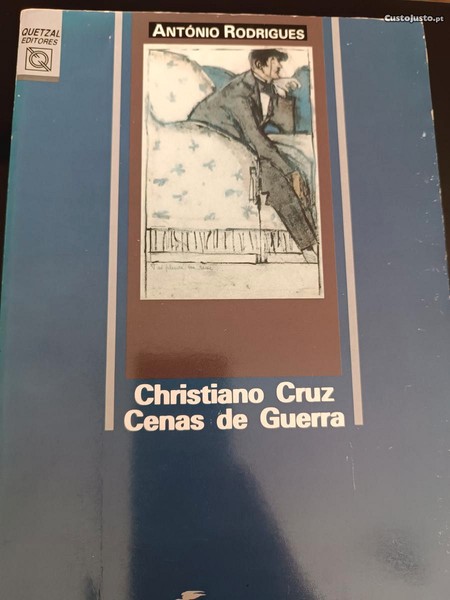 CustoJusto.pt
QUETZAL
EDITORES
ANTÓNIO RODRIGUES
Christiano Cruz
Cenas de Guerra